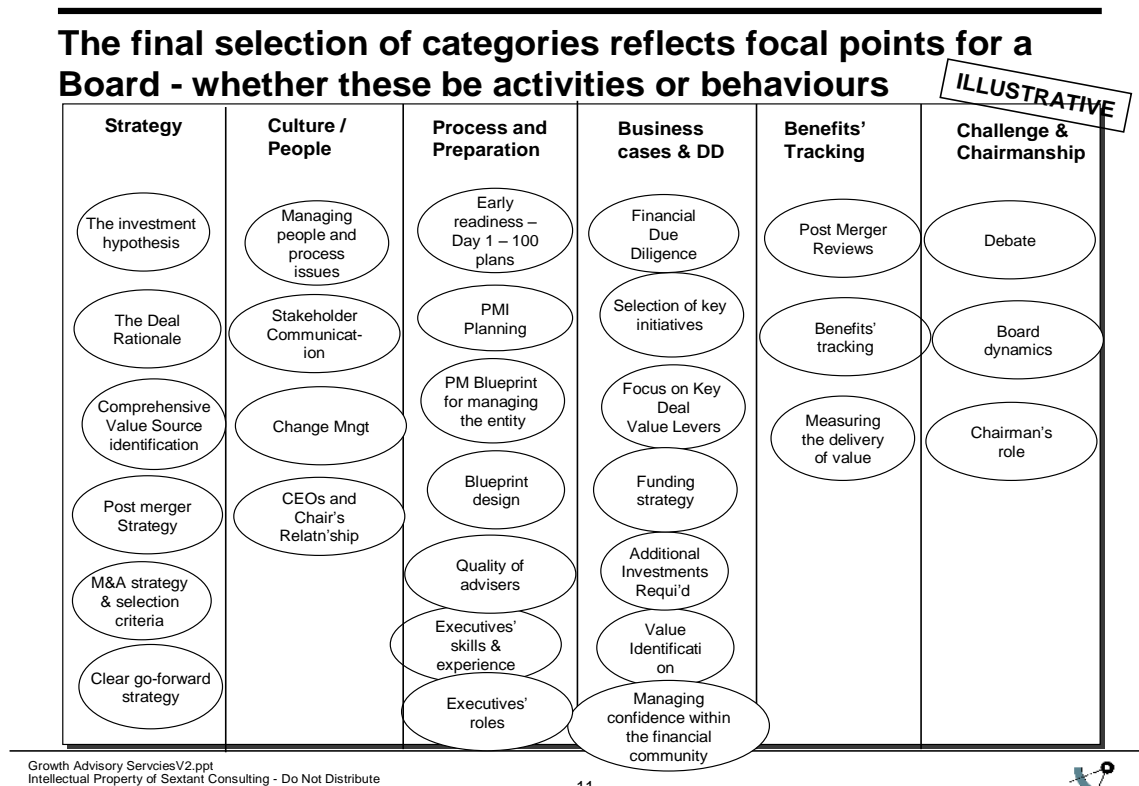 The final selection of categories reflects focal points for a
Board - whether these be activities or behaviours
ILLUSTRATIVE
Strategy
The investment
hypothesis
The Deal
Rationale
Comprehensive
Value Source
identification
Post merger
Strategy
M&A strategy
& selection
criteria
Clear go-forward
strategy
Culture /
People
Managing
people and
process
issues
Stakeholder
Communicat-
ion
Change Mngt
CEOs and
Chair's
Relatn'ship
Process and
Preparation
Early
readiness –
Day 1 – 100
plans
PMI
Planning
PM Blueprint
for managing
the entity
Blueprint
design
Quality of
advisers
Executives'
skills &
experience
Executives'
roles
Business
cases & DD
Financial
Due
Diligence
Selection of key
initiatives
Focus on Key
Deal
Value Levers
Funding
strategy
Additional
Investments
Requi'd
Value
Identificati
on
Managing
confidence within
the financial
community
Benefits'
Tracking
Post Merger
Reviews
Benefits'
tracking
Measuring
the delivery
of value
Challenge &
Chairmanship
Debate
Board
dynamics
Chairman's
role
Growth Advisory ServciesV2.ppt
Intellectual Property of Sextant Consulting - Do Not Distribute
11